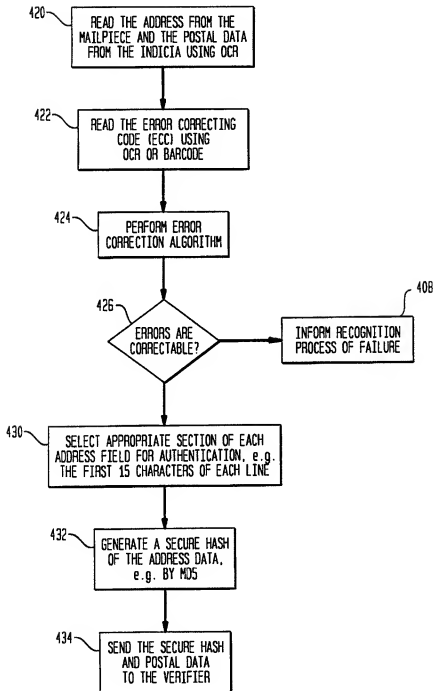 420
READ THE ADDRESS FROM THE
MAILPIECE AND THE POSTAL DATA
FROM THE INDICIA USING OCR
422
READ THE ERROR CORRECTING
CODE (ECC) USING
OCR OR BARCODE
424
PERFORM ERROR
CORRECTION ALGORITHM
426
ERRORS ARE
CORRECTABLE?
408
INFORM RECOGNITION
PROCESS OF FAILURE
430
SELECT APPROPRIATE SECTION OF EACH
ADDRESS FIELD FOR AUTHENTICATION, e.g.
THE FIRST 15 CHARACTERS OF EACH LINE
432
GENERATE A SECURE HASH
OF THE ADDRESS DATA,
e.g. BY MD5
434
SEND THE SECURE HASH
AND POSTAL DATA
TO THE VERIFIER